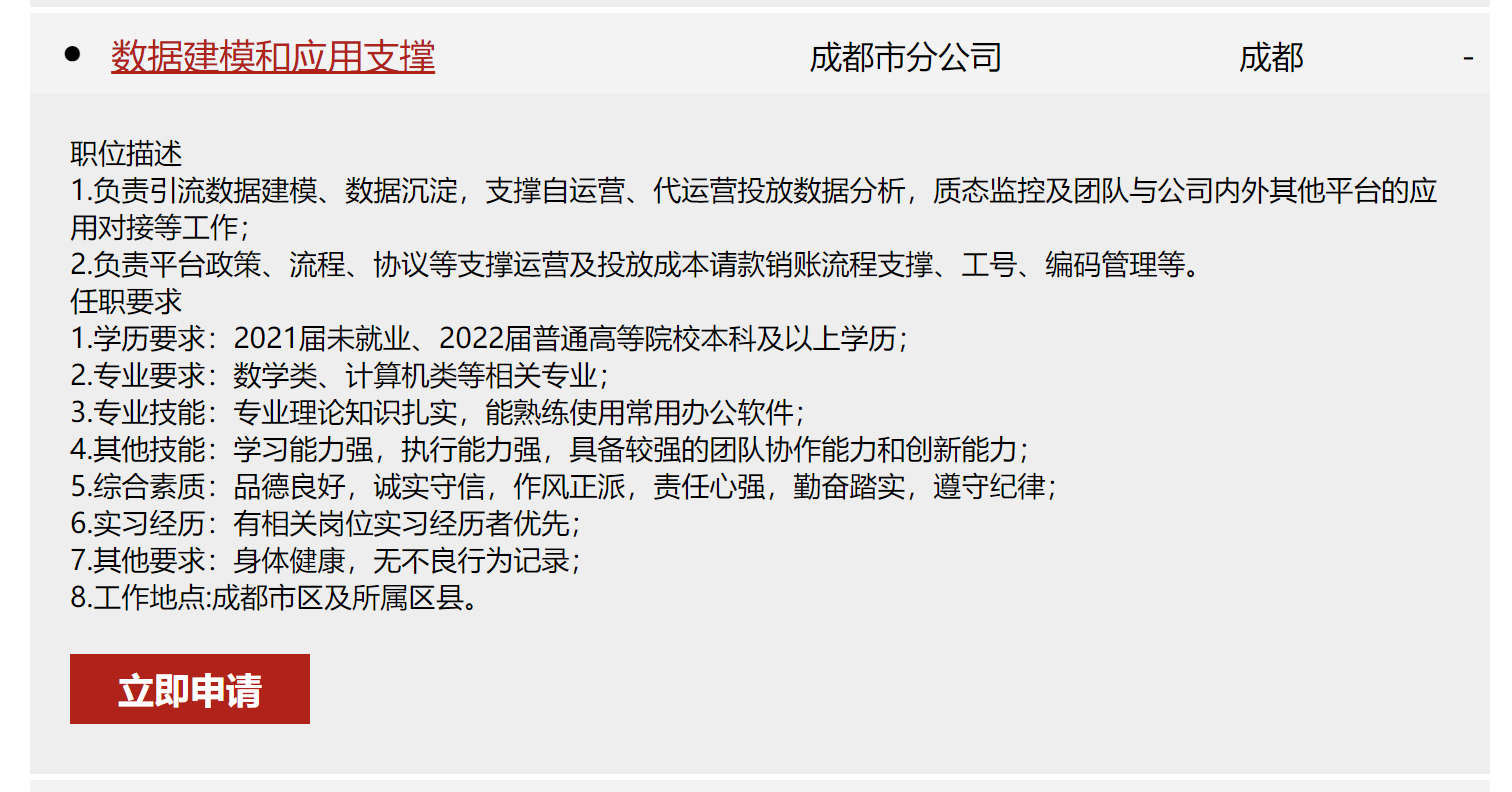 数据建模和应用支撑 成都市分公司 成都 -
职位描述
1.负责引流数据建模、数据沉淀，支撑自运营、代运营投放数据分析，质态监控及团队与公司内外其他平台的应
用对接等工作；
2.负责平台政策、流程、协议等支撑运营及投放成本请款销账流程支撑、工号、编码管理等。
任职要求
1.学历要求：2021届未就业、2022届普通高等院校本科及以上学历；
2.专业要求：数学类、计算机类等相关专业；
3.专业技能：专业理论知识扎实，能熟练使用常用办公软件；
4.其他技能：学习能力强，执行能力强，具备较强的团队协作能力和创新能力；
5.综合素质：品德良好，诚实守信，作风正派，责任心强，勤奋踏实，遵守纪律；
6.实习经历：有相关岗位实习经历者优先；
7.其他要求：身体健康，无不良行为记录；
8.工作地点:成都市区及所属区县。
立即申请